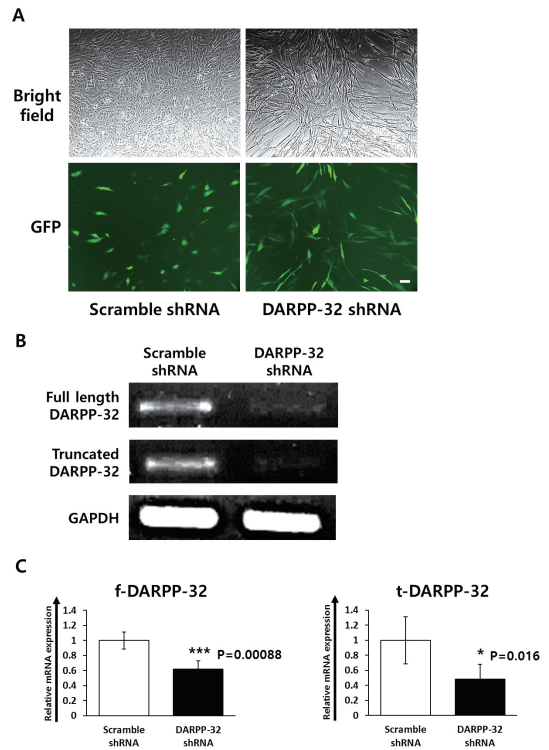 A
Bright
field
GFP
Scramble shRNA
DARPP-32 shRNA
B
Scramble
shRNA
DARPP-32
shRNA
Full length
DARPP-32
Truncated
DARPP-32
GAPDH
C
f-DARPP-32
Relative mRNA expression
1.4
1.2
1
0.8
0.6
0.4
0.2
0
***
P=0.00088
Scramble
shRNA
DARPP-32
shRNA
t-DARPP-32
Relative mRNA expression
1.4
1.2
1
0.8
0.6
0.4
0.2
0
*
P=0.016
Scramble
shRNA
DARPP-32
shRNA